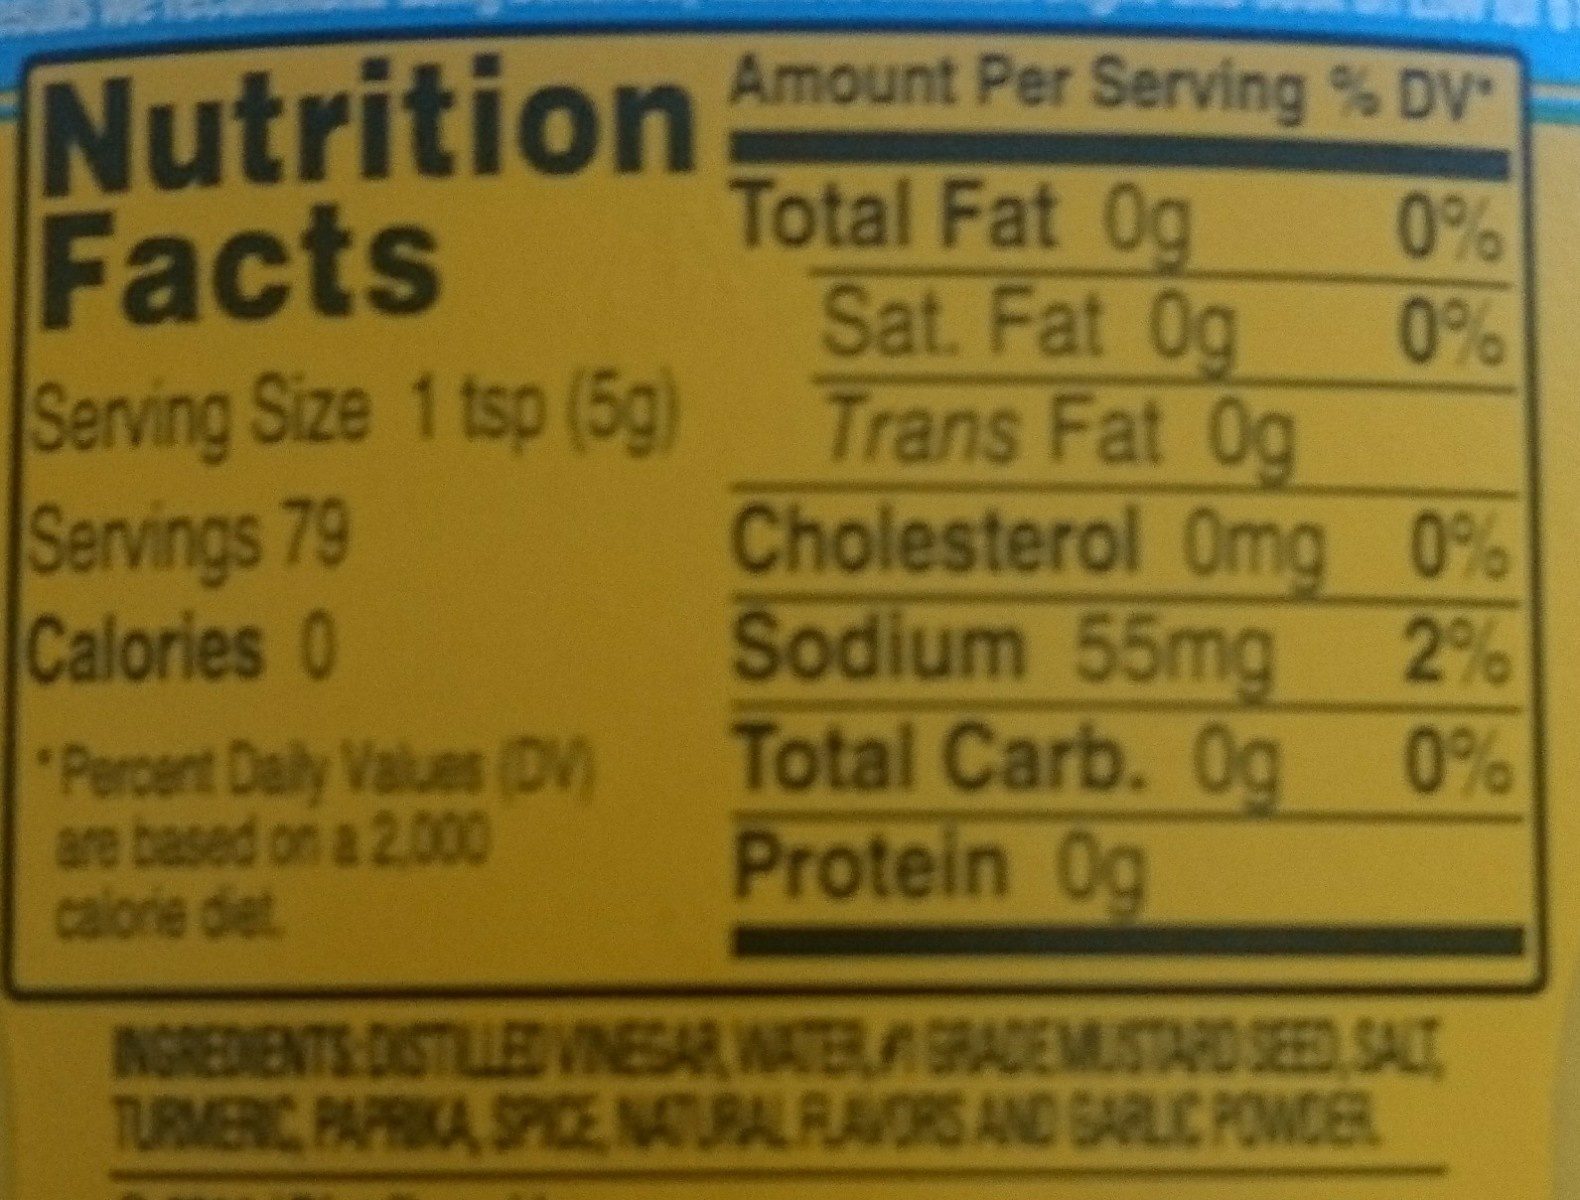 Nutrition
Facts
Serving Size 1 tsp (5g)
Servings 79
Calories 0
*Percent Daily Values (DV)
are based on a 2,000
calorie diet.
Amount Per Serving % DV*
Total Fat 0g 0%
Sat. Fat 0g 0%
Trans Fat 0g
Cholesterol 0mg 0%
Sodium 55mg 2%
Total Carb. 0g 0%
Protein 0g
INGREDIENTS: DISTILLED VINEGAR, WATER, #1 GRADE MUSTARD SEED, SALT,
TURMERIC, PAPRIKA, SPICE, NATURAL FLAVORS AND GARLIC POWDER.